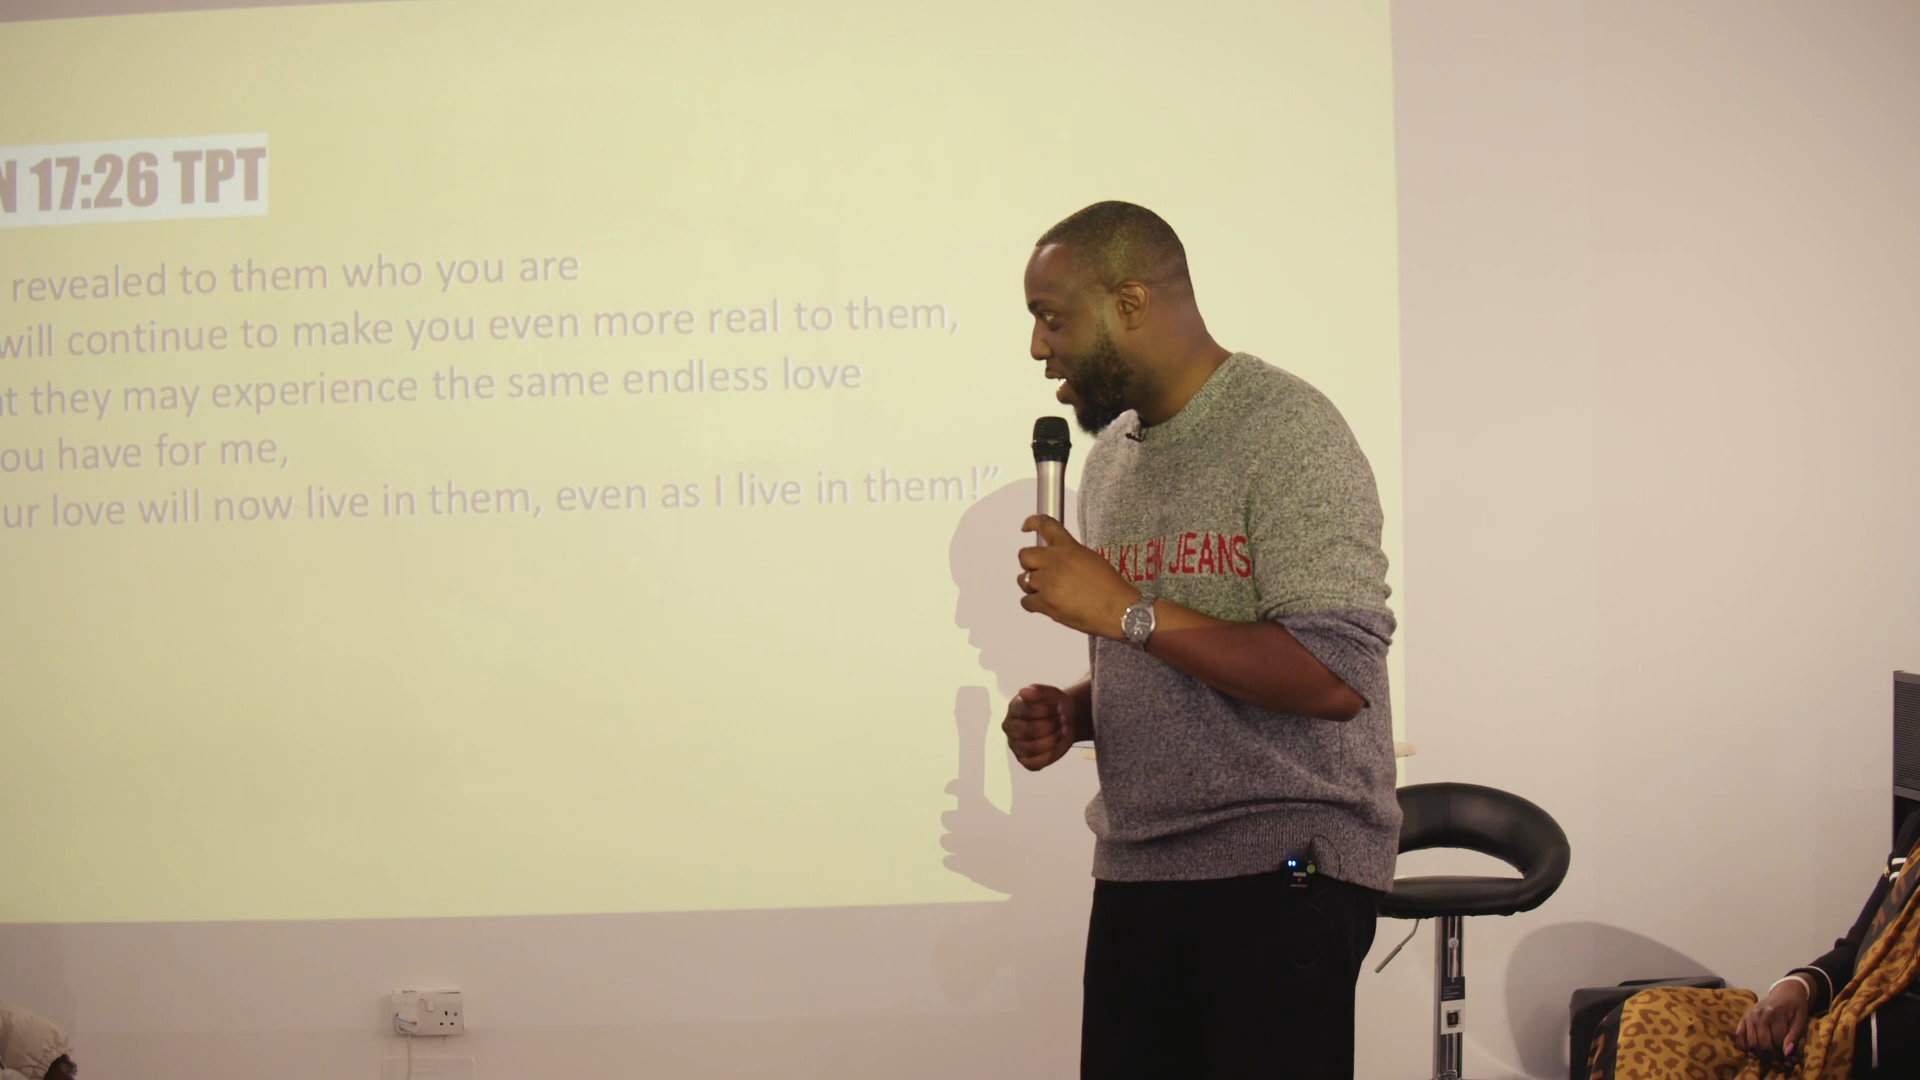 N 17:26 TPT
revealed to them who you are
will continue to make you even more real to them,
they may experience the same endless love
have for me,
love will now live in them, even as I live in them!”
KLEIN JEANS